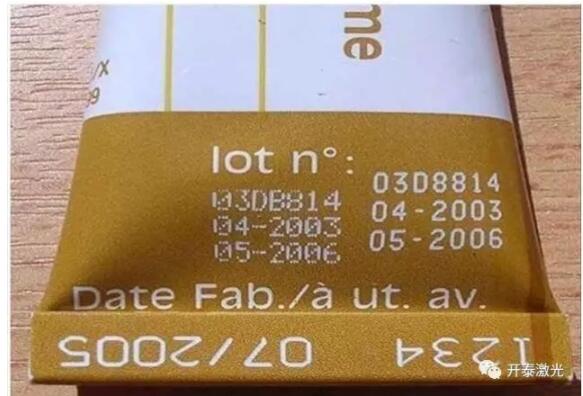 me
/X
99
lot n°:
03DB814
04-2003
05-2006
03D8814
04-2003
05-2006
Date Fab./à ut. av.
07/2005
1234
开泰激光